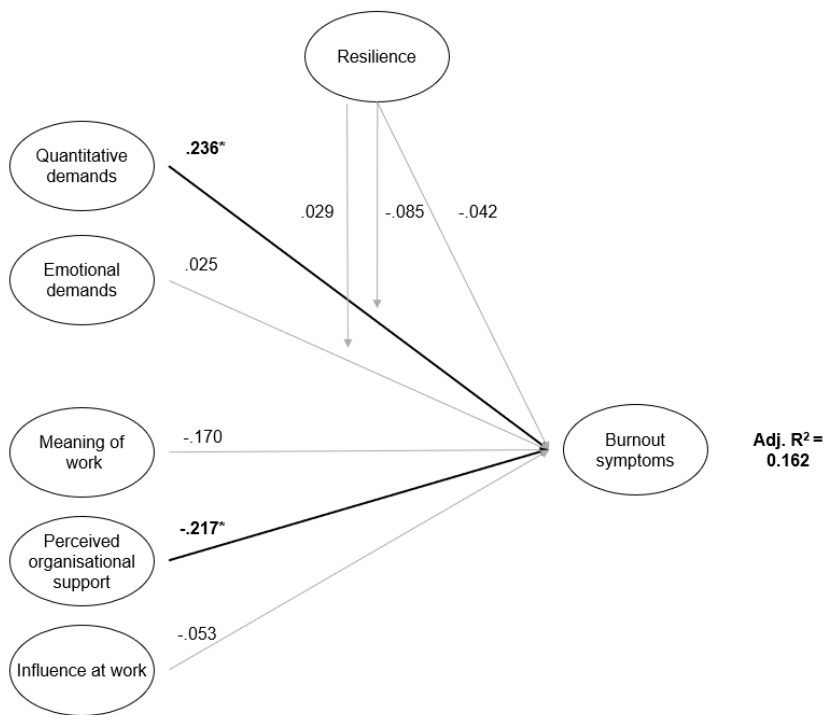 Resilience
.236*
Quantitative
demands
.029
-.085
-.042
Emotional
demands
.025
Meaning of
work
-.170
Burnout
symptoms
Adj. R² =
0.162
Perceived
organisational
support
-.217*
Influence at work
-.053